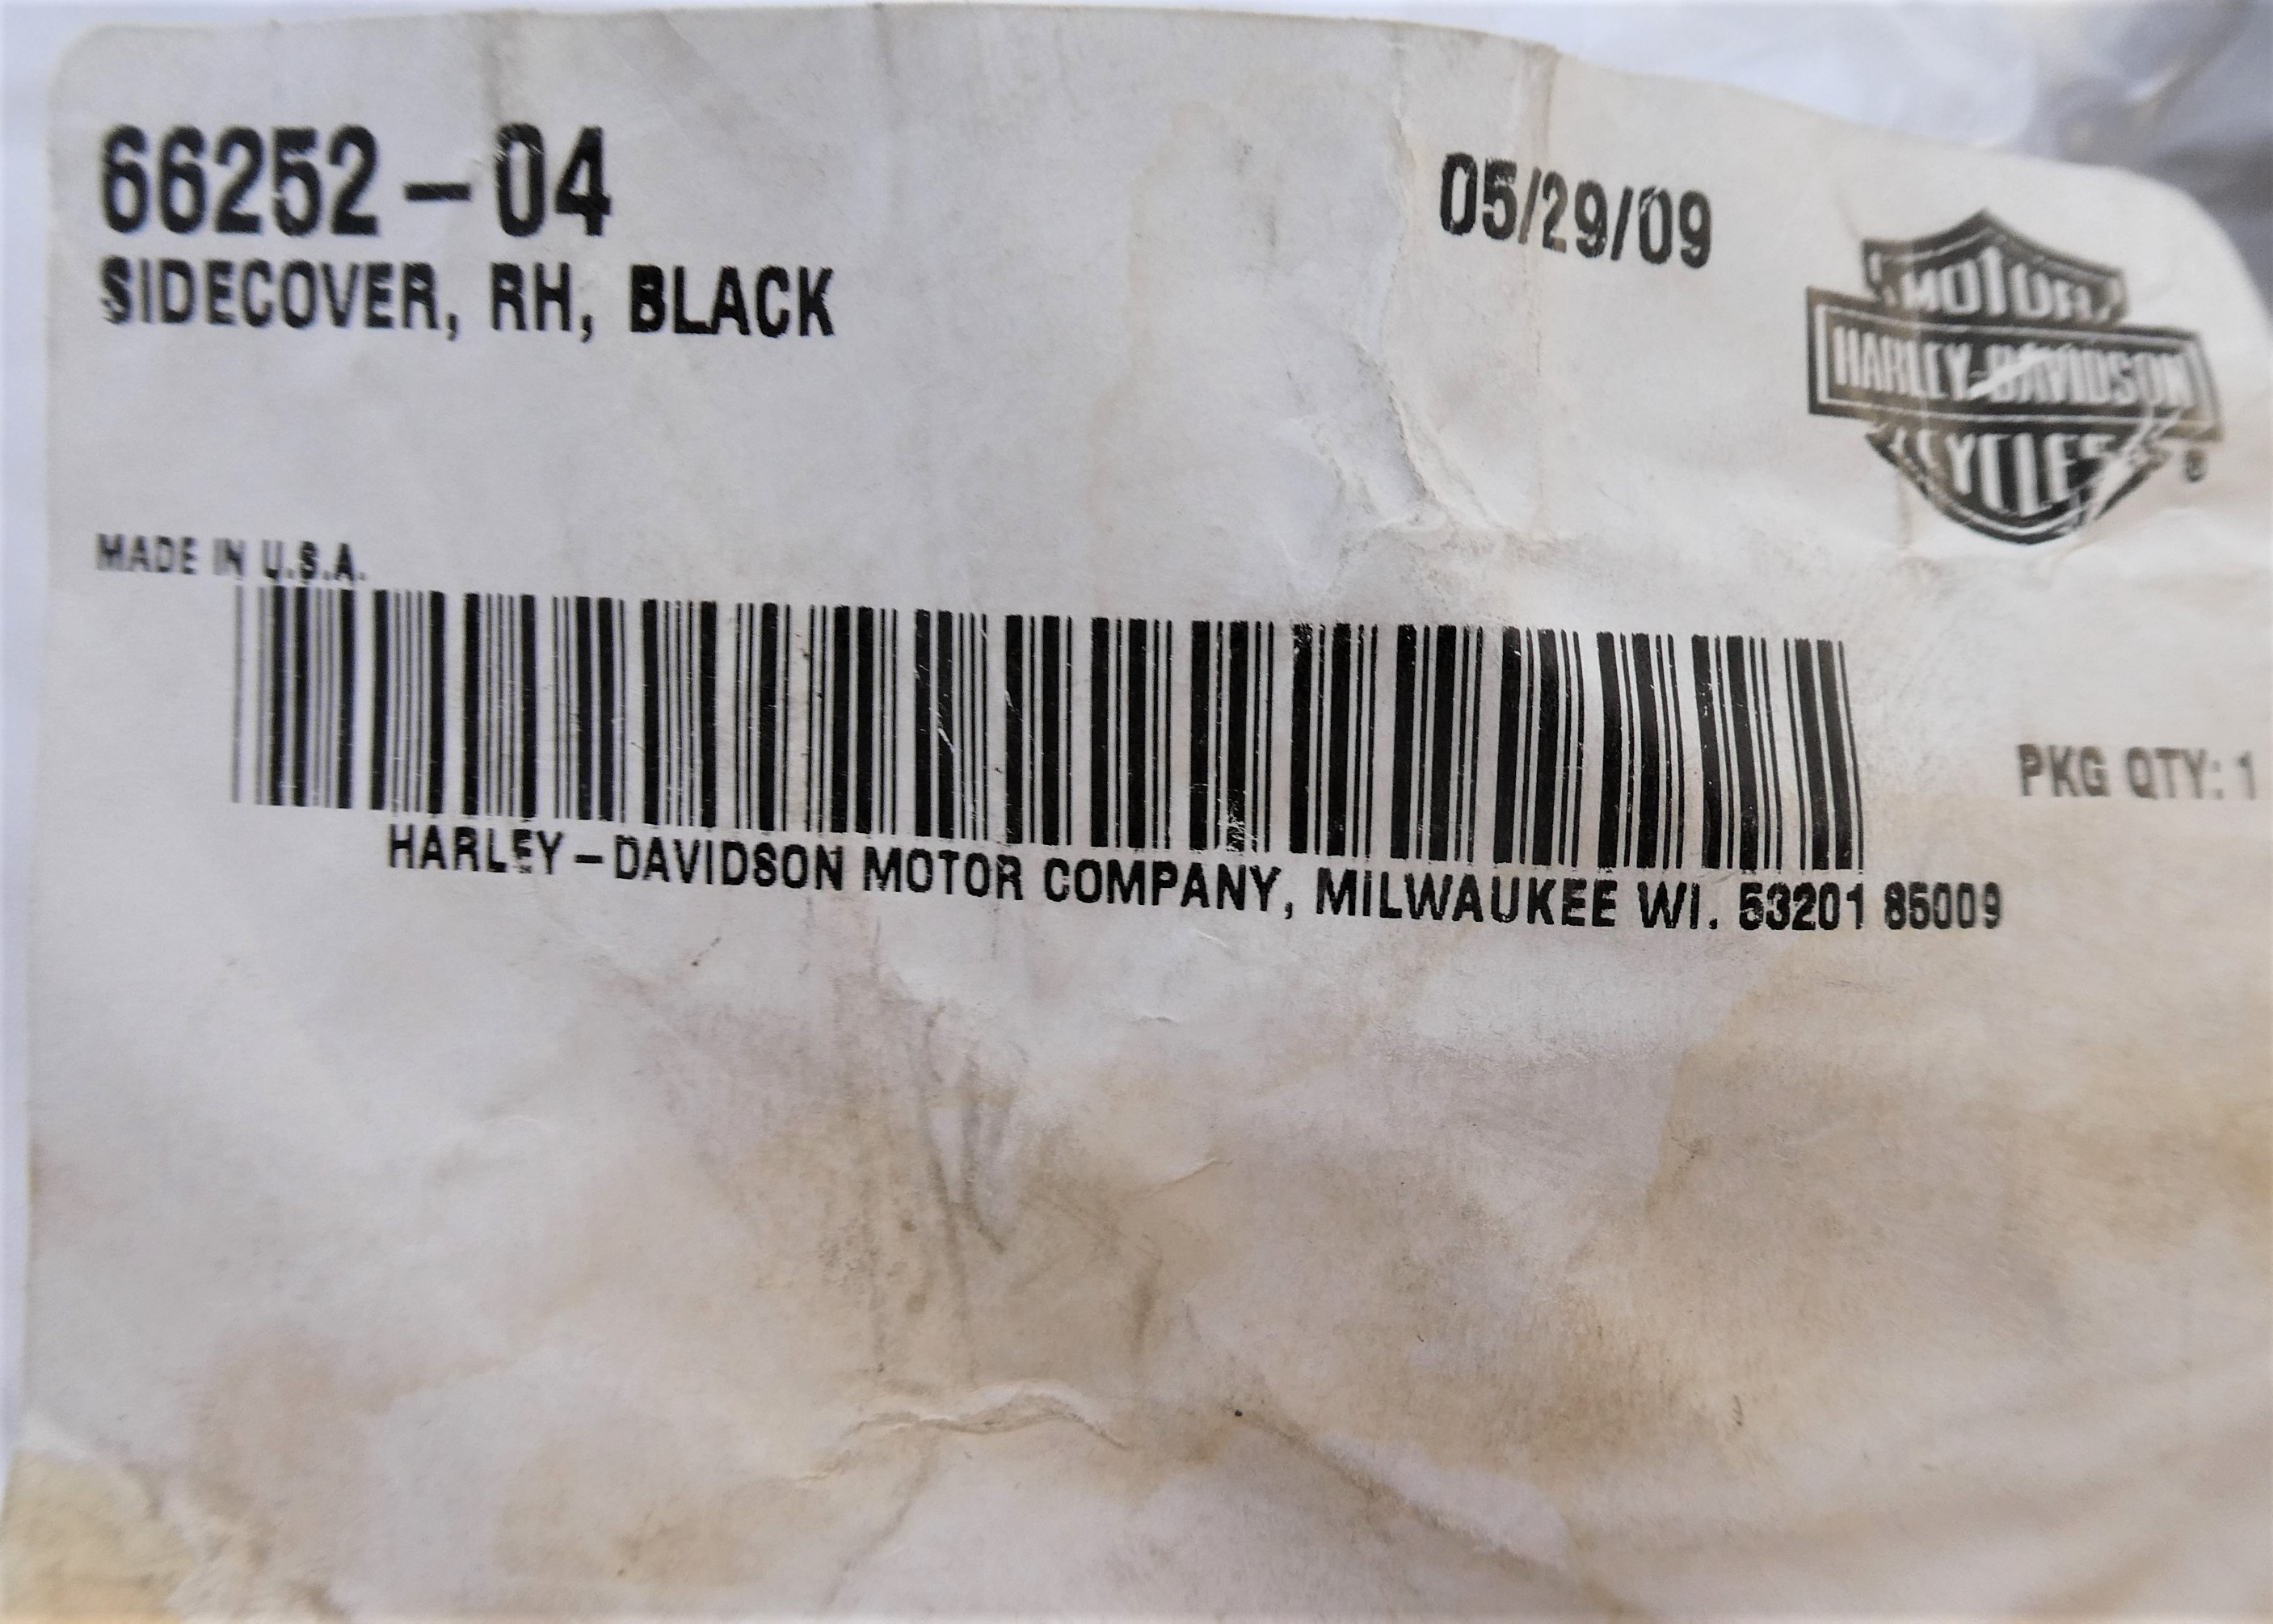 66252-04
05/29/09
SIDECOVER, RH, BLACK
MOTOR
HARLEY-DAVIDSON
CYCLES
®
MADE IN U.S.A.
PKG QTY: 1
HARLEY-DAVIDSON MOTOR COMPANY, MILWAUKEE WI. 53201 85009